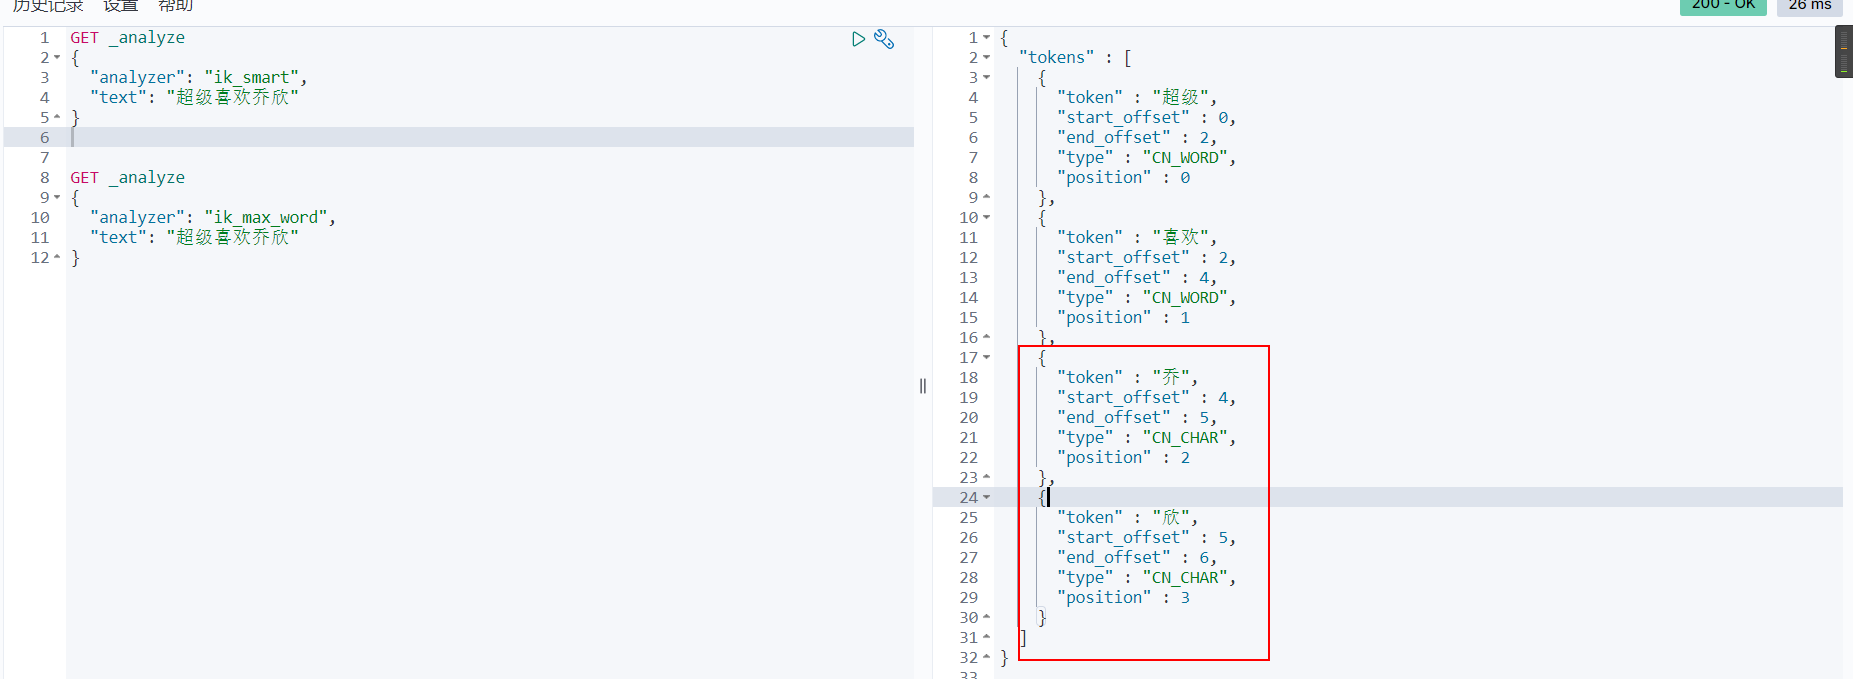 历史记录 设置 帮助
200 - OK 26 ms
1 GET _analyze
2 {
3 "analyzer": "ik_smart",
4 "text": "超级喜欢乔欣"
5 }
6
7
8 GET _analyze
9 {
10 "analyzer": "ik_max_word",
11 "text": "超级喜欢乔欣"
12 }
1 {
2 "tokens" : [
3 {
4 "token" : "超级",
5 "start_offset" : 0,
6 "end_offset" : 2,
7 "type" : "CN_WORD",
8 "position" : 0
9 },
10 {
11 "token" : "喜欢",
12 "start_offset" : 2,
13 "end_offset" : 4,
14 "type" : "CN_WORD",
15 "position" : 1
16 },
17 {
18 "token" : "乔",
19 "start_offset" : 4,
20 "end_offset" : 5,
21 "type" : "CN_CHAR",
22 "position" : 2
23 },
24 {
25 "token" : "欣",
26 "start_offset" : 5,
27 "end_offset" : 6,
28 "type" : "CN_CHAR",
29 "position" : 3
30 }
31 ]
32 }
33